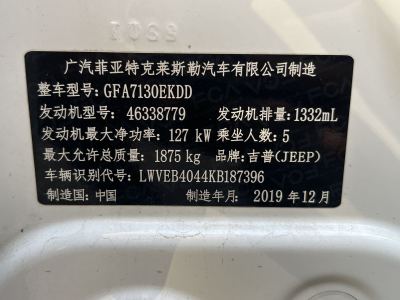 广汽菲亚特克莱斯勒汽车有限公司制造
整车型号: GFA7130EKDD
发动机型号: 46338779 发动机排量: 1332mL
发动机最大净功率: 127 kW 乘坐人数: 5
最大允许总质量: 1875 kg 品牌: 吉普(JEEP)
车辆识别代号: LWVEB4044KB187396
制造国: 中国 制造年月: 2019 年 12 月